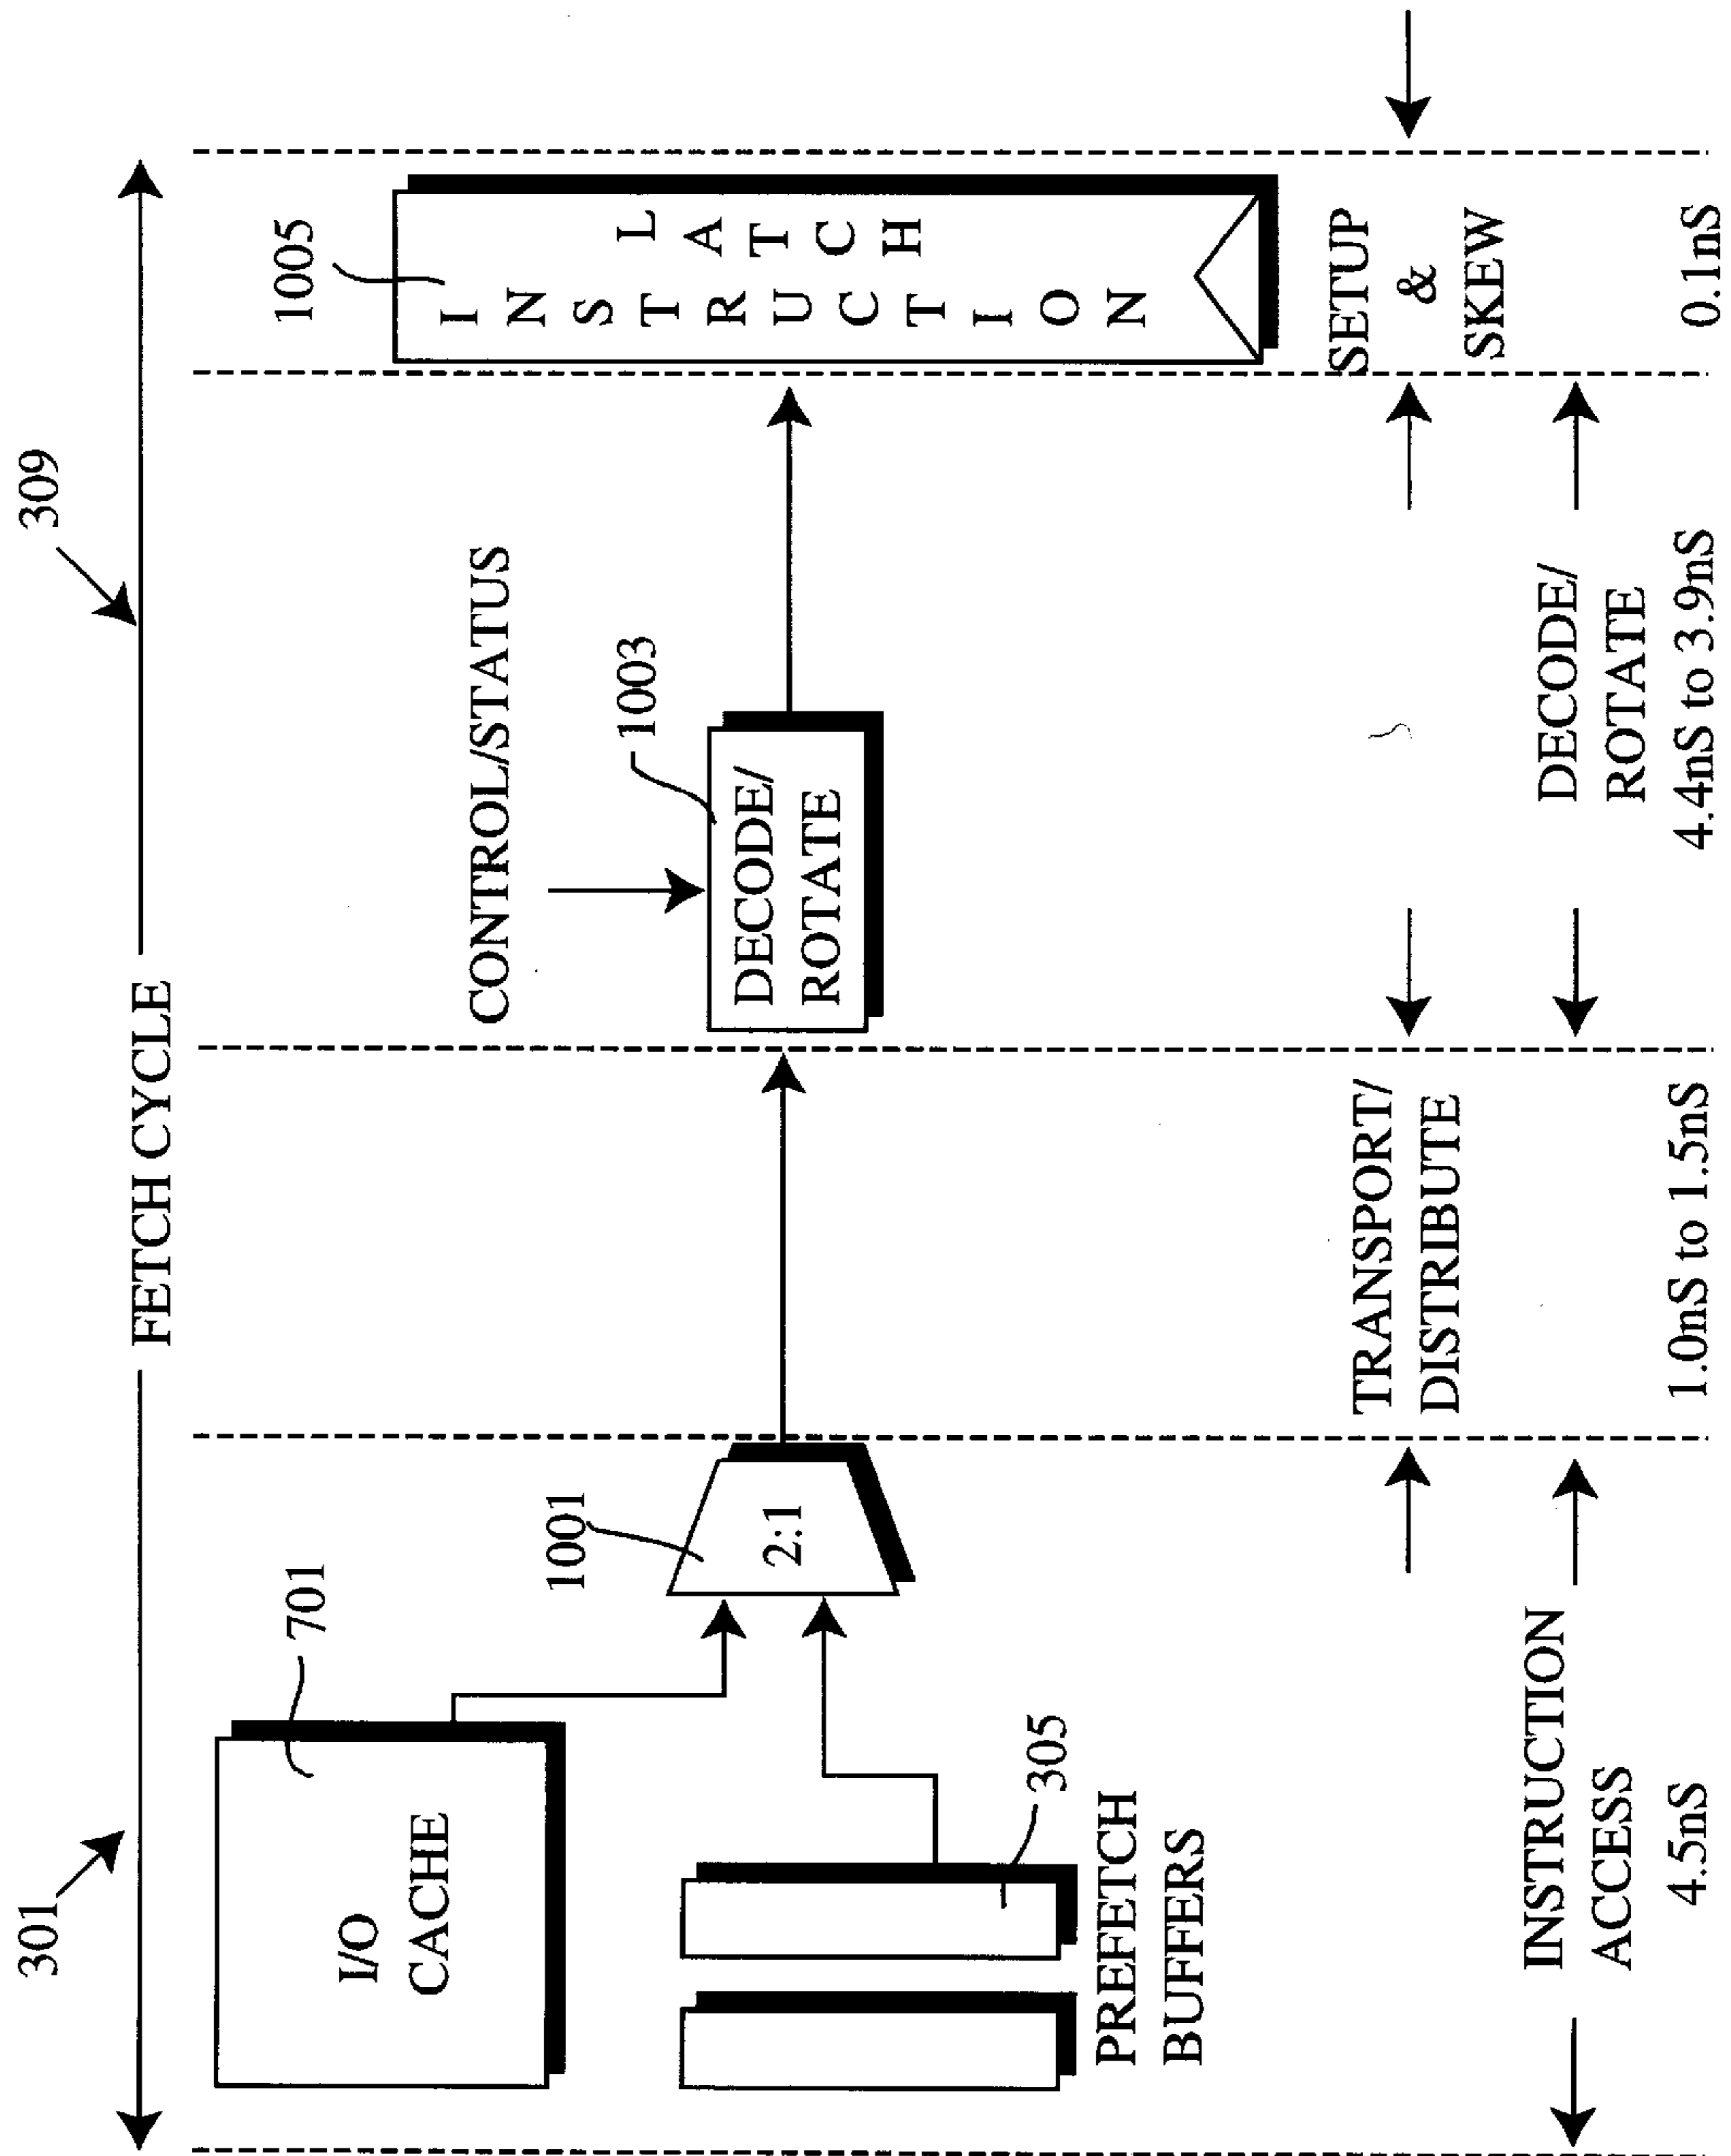 301
309
FETCH CYCLE
I/O
CACHE
701
1001
2:1
305
PREFETCH
BUFFERS
CONTROL/STATUS
1003
DECODE/
ROTATE
1005
INSTRUCTION
LATCH
INSTRUCTION
ACCESS
4.5nS
TRANSPORT/
DISTRIBUTE
1.0nS to 1.5nS
DECODE/
ROTATE
4.4nS to 3.9nS
SETUP
&
SKEW
0.1nS